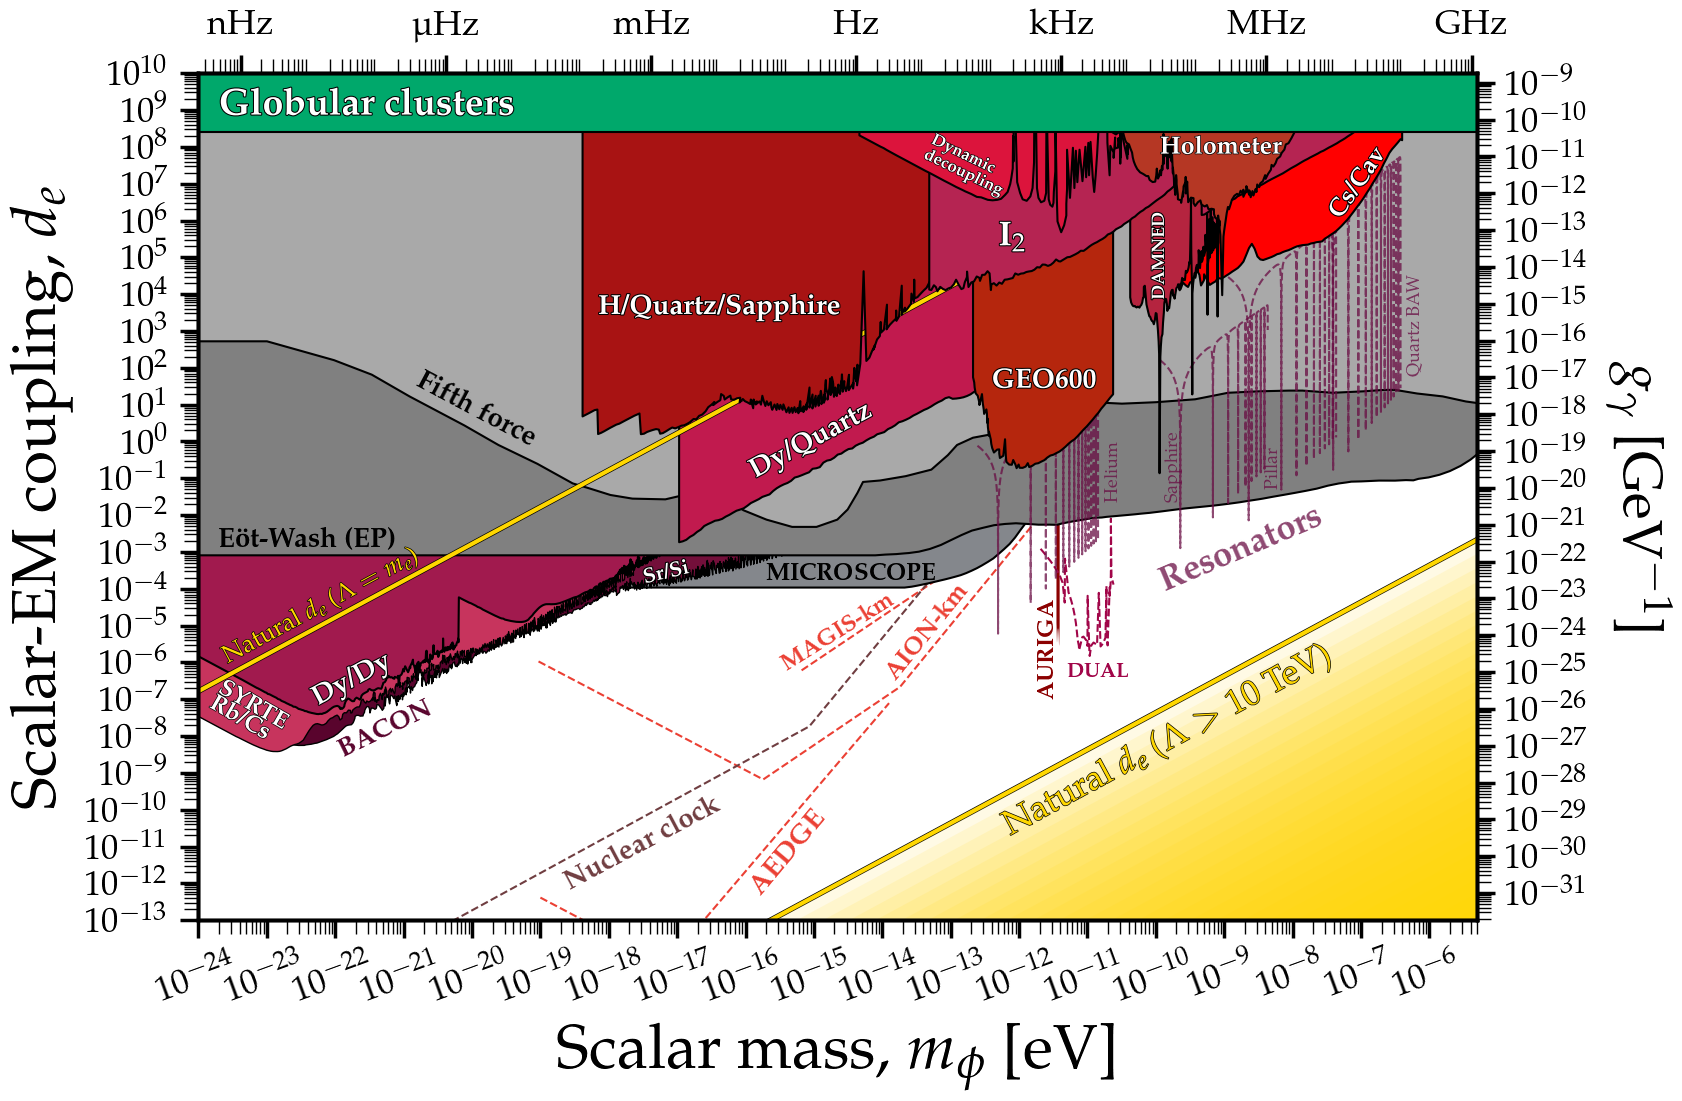 nHz μHz mHz Hz kHz MHz GHz
10^10
10^9
10^8
10^7
10^6
10^5
10^4
10^3
10^2
10^1
10^0
10^−1
10^−2
10^−3
10^−4
10^−5
10^−6
10^−7
10^−8
10^−9
10^−10
10^−11
10^−12
10^−13
Scalar-EM coupling, d_e
Globular clusters
Dynamic
decoupling
Holometer
Cs/Cav
I_2
DAMNED
H/Quartz/Sapphire
GEO600
Quartz BAW
Fifth force
Dy/Quartz
Helium
Sapphire
Pillar
Eöt-Wash (EP)
Sr/Si
MICROSCOPE
Resonators
Natural d_e (Λ = m_e)
MAGIS-km
AION-km
AURIGA
DUAL
Dy/Dy
SYRTE
Rb/Cs
BACON
Natural d_e (Λ > 10 TeV)
Nuclear clock
AEDGE
10^−9
10^−10
10^−11
10^−12
10^−13
10^−14
10^−15
10^−16
10^−17
10^−18
10^−19
10^−20
10^−21
10^−22
10^−23
10^−24
10^−25
10^−26
10^−27
10^−28
10^−29
10^−30
10^−31
g_γ [GeV^−1]
10^−24 10^−23 10^−22 10^−21 10^−20 10^−19 10^−18 10^−17 10^−16 10^−15 10^−14 10^−13 10^−12 10^−11 10^−10 10^−9 10^−8 10^−7 10^−6
Scalar mass, m_ϕ [eV]